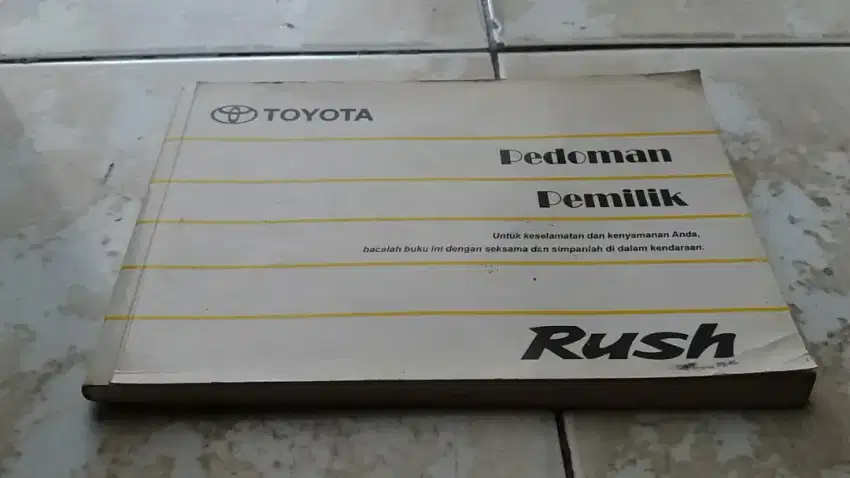 TOYOTA
Pedoman
Pemilik
Untuk keselamatan dan kenyamanan Anda,
bacalah buku ini dengan seksama dan simpanlah di dalam kendaraan.
Rush